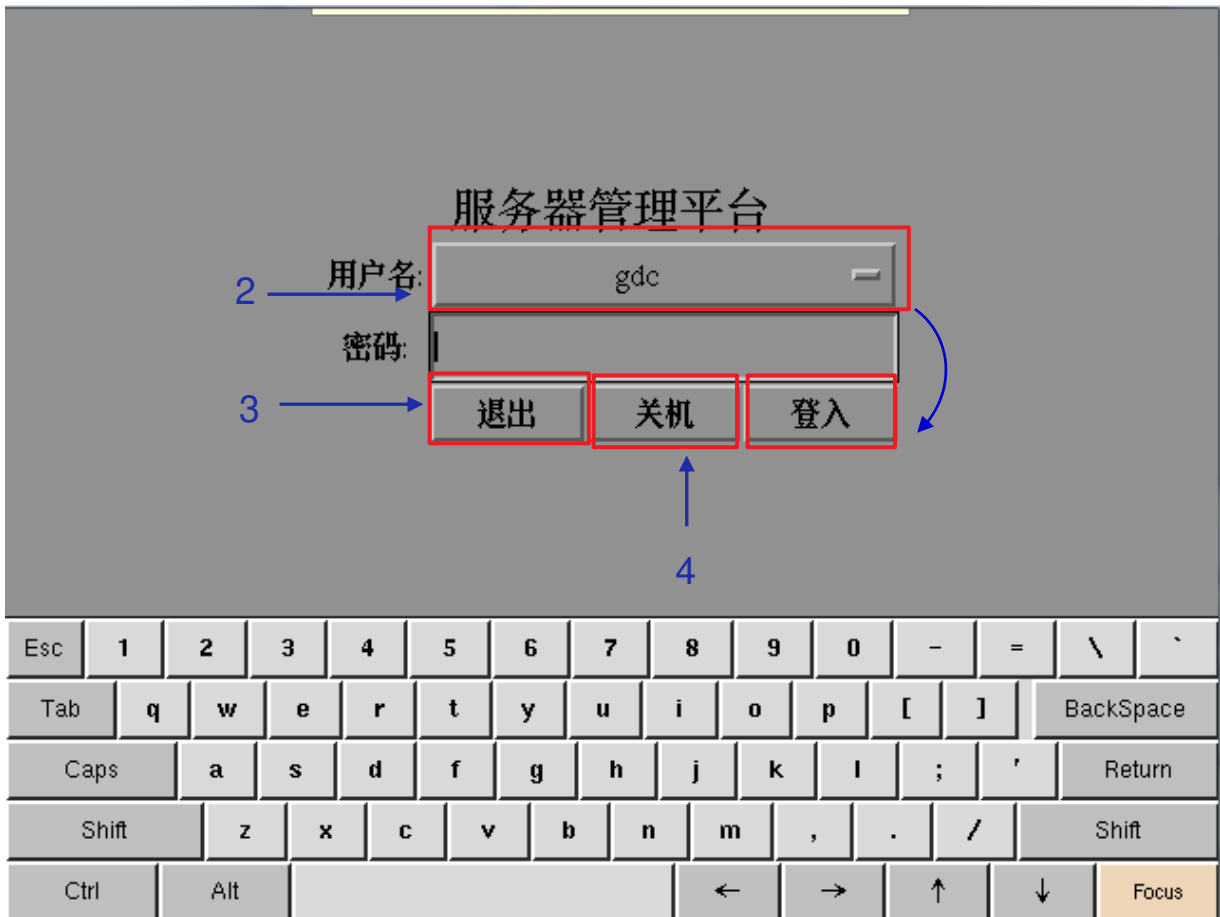 服务器管理平台
用户名: gdc
2
密码:
3 退出 关机 登入
4
Esc 1 2 3 4 5 6 7 8 9 0 - = \ `
Tab q w e r t y u i o p [ ] BackSpace
Caps a s d f g h j k l ; ' Return
Shift z x c v b n m , . / Shift
Ctrl Alt ← → ↑ ↓ Focus